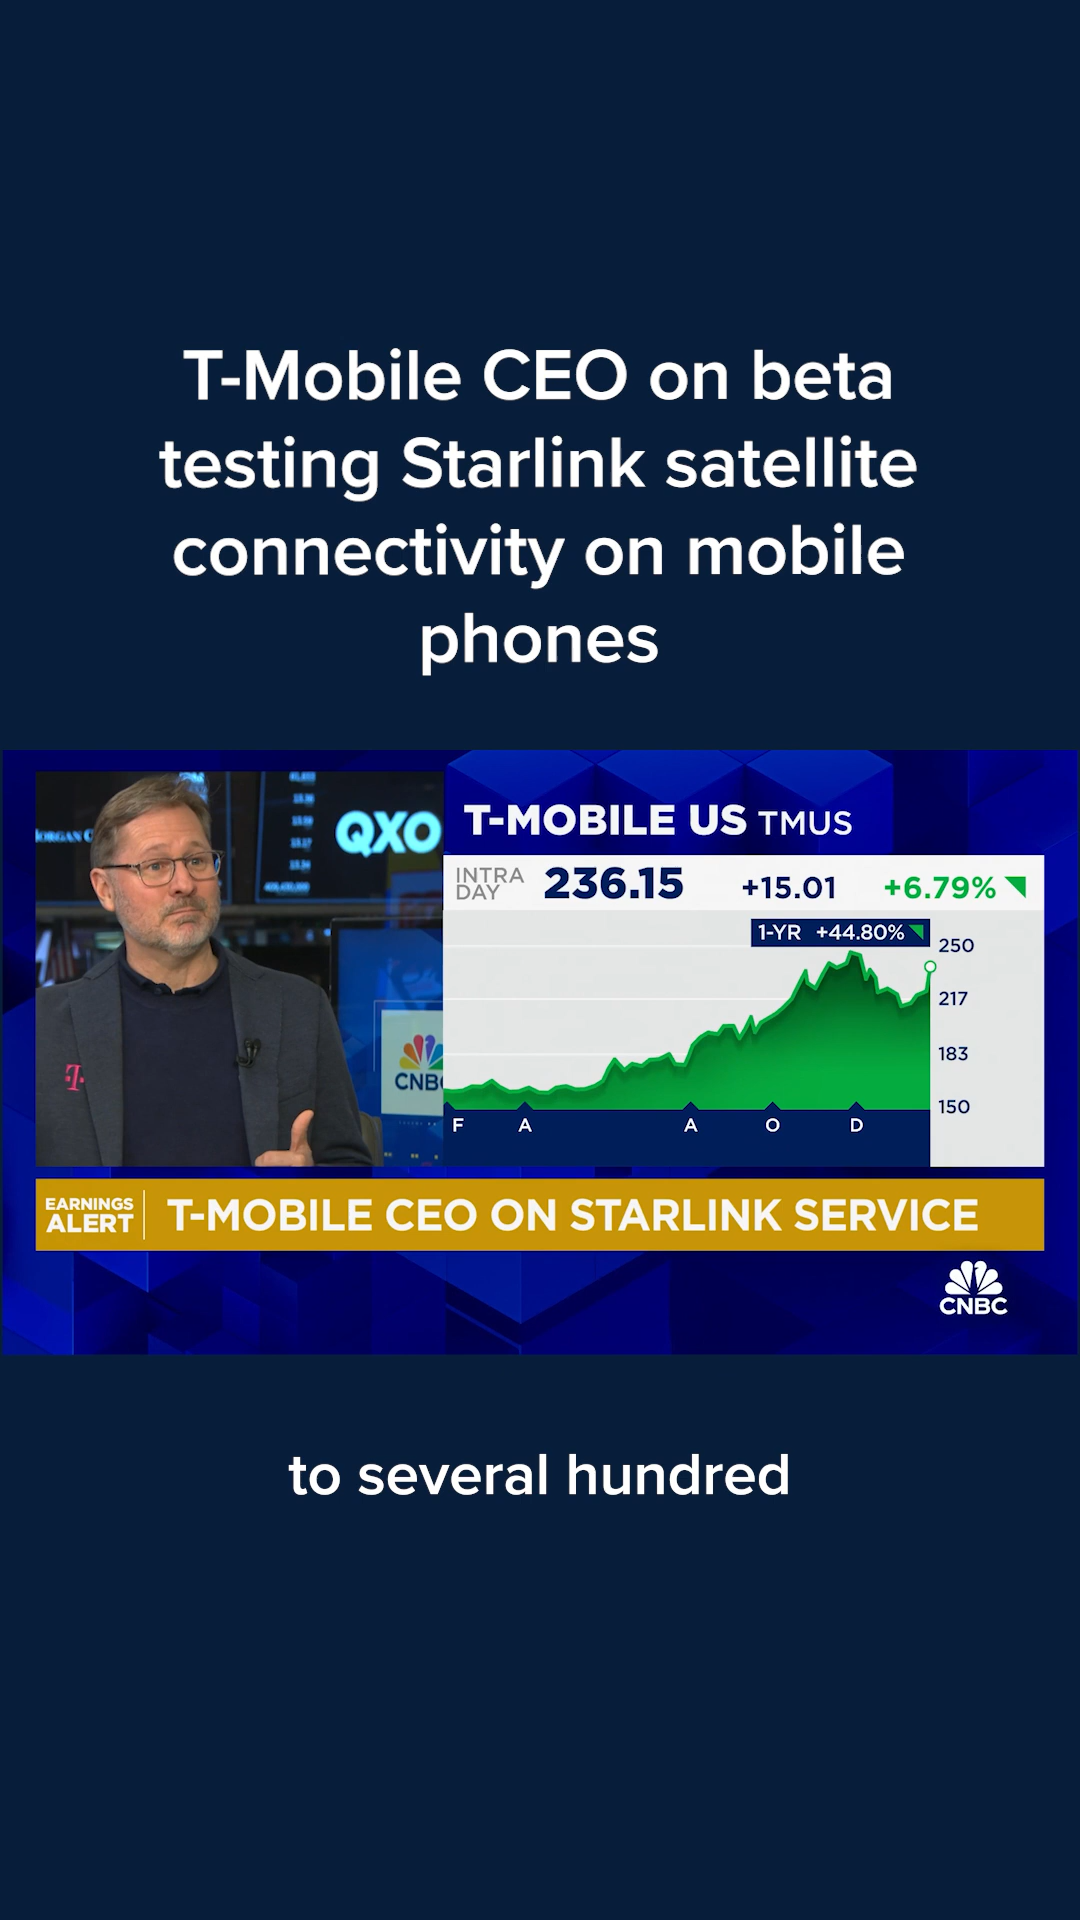 T-Mobile CEO on beta
testing Starlink satellite
connectivity on mobile
phones
QXO
CNBC
T-MOBILE US TMUS
INTRA
DAY
236.15 +15.01 +6.79%
1-YR +44.80%
250
217
183
150
F A A O D
EARNINGS
ALERT
T-MOBILE CEO ON STARLINK SERVICE
CNBC
to several hundred